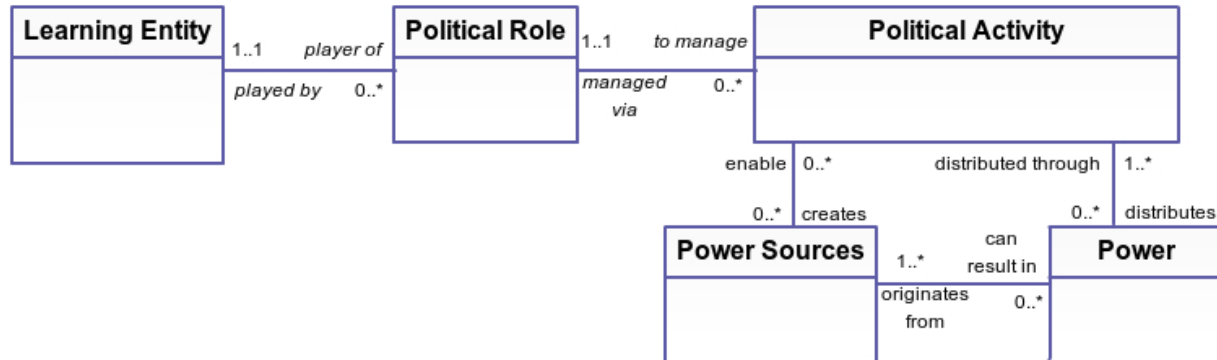 Learning Entity
Political Role
Political Activity
1..1
player of
1..1
to manage
played by
0..*
managed
via
0..*
enable
0..*
distributed through
1..*
0..*
creates
0..*
distributes
Power Sources
can
result in
Power
1..*
originates
from
0..*